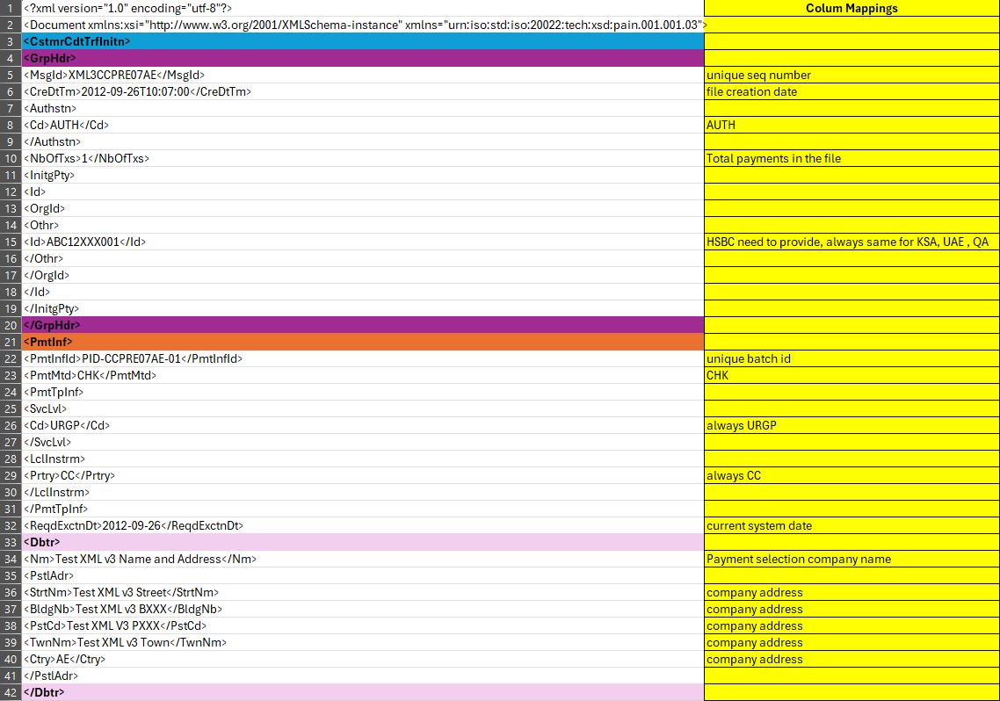 1 <?xml version="1.0" encoding="utf-8"?> Colum Mappings
2 <Document xmlns:xsi="http://www.w3.org/2001/XMLSchema-instance" xmlns="urn:iso:std:iso:20022:tech:xsd:pain.001.001.03">
3 <CstmrCdtTrfInitn>
4 <GrpHdr>
5 <MsgId>XML3CCPRE07AE</MsgId> unique seq number
6 <CreDtTm>2012-09-26T10:07:00</CreDtTm> file creation date
7 <Authstn>
8 <Cd>AUTH</Cd> AUTH
9 </Authstn>
10 <NbOfTxs>1</NbOfTxs> Total payments in the file
11 <InitgPty>
12 <Id>
13 <OrgId>
14 <Othr>
15 <Id>ABC12XXX001</Id> HSBC need to provide, always same for KSA, UAE , QA
16 </Othr>
17 </OrgId>
18 </Id>
19 </InitgPty>
20 </GrpHdr>
21 <PmtInf>
22 <PmtInfId>PID-CCPRE07AE-01</PmtInfId> unique batch id
23 <PmtMtd>CHK</PmtMtd> CHK
24 <PmtTpInf>
25 <SvcLvl>
26 <Cd>URGP</Cd> always URGP
27 </SvcLvl>
28 <LclInstrm>
29 <Prtry>CC</Prtry> always CC
30 </LclInstrm>
31 </PmtTpInf>
32 <ReqdExctnDt>2012-09-26</ReqdExctnDt> current system date
33 <Dbtr>
34 <Nm>Test XML v3 Name and Address</Nm> Payment selection company name
35 <PstlAdr>
36 <StrtNm>Test XML v3 Street</StrtNm> company address
37 <BldgNb>Test XML v3 BXXX</BldgNb> company address
38 <PstCd>Test XML V3 PXXX</PstCd> company address
39 <TwnNm>Test XML v3 Town</TwnNm> company address
40 <Ctry>AE</Ctry> company address
41 </PstlAdr>
42 </Dbtr>